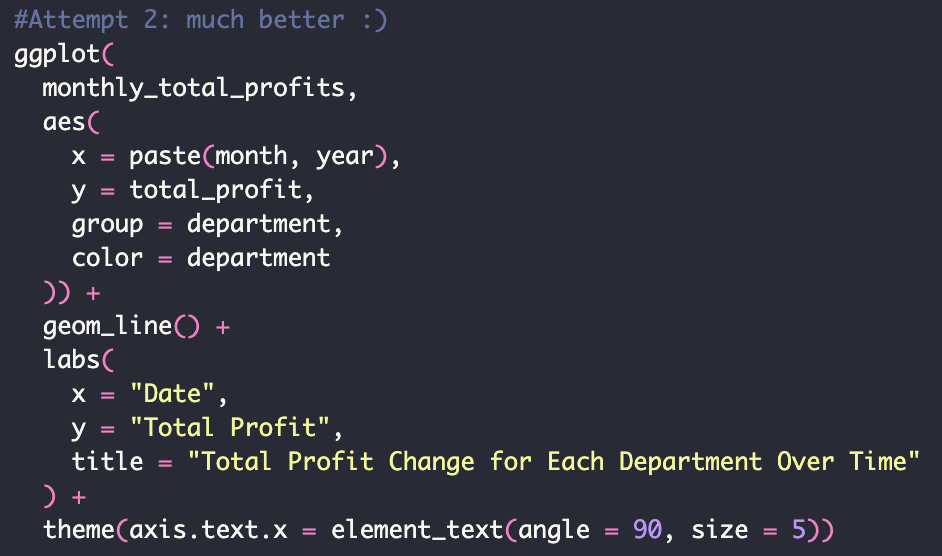 #Attempt 2: much better :)
ggplot(
  monthly_total_profits,
  aes(
    x = paste(month, year),
    y = total_profit,
    group = department,
    color = department
  )) +
  geom_line() +
  labs(
    x = "Date",
    y = "Total Profit",
    title = "Total Profit Change for Each Department Over Time"
  ) +
  theme(axis.text.x = element_text(angle = 90, size = 5))